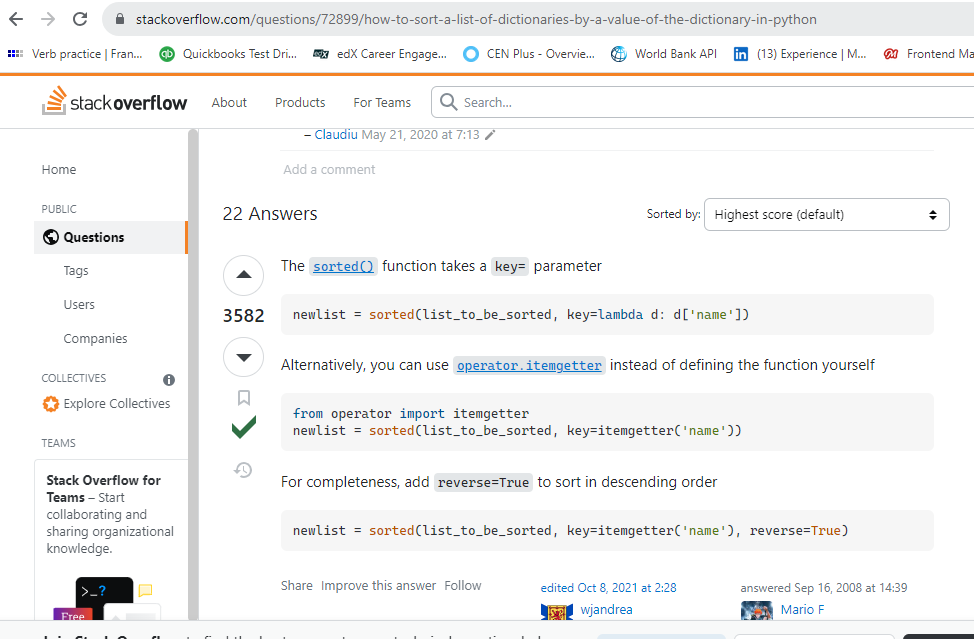 stackoverflow.com/questions/72899/how-to-sort-a-list-of-dictionaries-by-a-value-of-the-dictionary-in-python
Verb practice | Fran... Quickbooks Test Dri... edX Career Engage... CEN Plus - Overvie... World Bank API (13) Experience | M... Frontend Ma
stackoverflow About Products For Teams Search...
– Claudiu May 21, 2020 at 7:13
Add a comment
Home
PUBLIC
Questions
Tags
Users
Companies
COLLECTIVES
Explore Collectives
TEAMS
Stack Overflow for
Teams – Start
collaborating and
sharing organizational
knowledge.
>_?
Free
22 Answers
Sorted by: Highest score (default)
3582
The sorted() function takes a key= parameter
newlist = sorted(list_to_be_sorted, key=lambda d: d['name'])
Alternatively, you can use operator.itemgetter instead of defining the function yourself
from operator import itemgetter
newlist = sorted(list_to_be_sorted, key=itemgetter('name'))
For completeness, add reverse=True to sort in descending order
newlist = sorted(list_to_be_sorted, key=itemgetter('name'), reverse=True)
Share Improve this answer Follow
edited Oct 8, 2021 at 2:28
wjandrea
answered Sep 16, 2008 at 14:39
Mario F